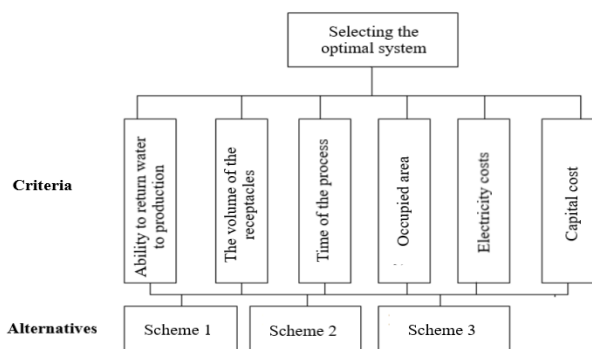 Selecting the
optimal system
Criteria
Ability to return water
to production
The volume of the
receptacles
Time of the process
Occupied area
Electricity costs
Capital cost
Alternatives
Scheme 1
Scheme 2
Scheme 3